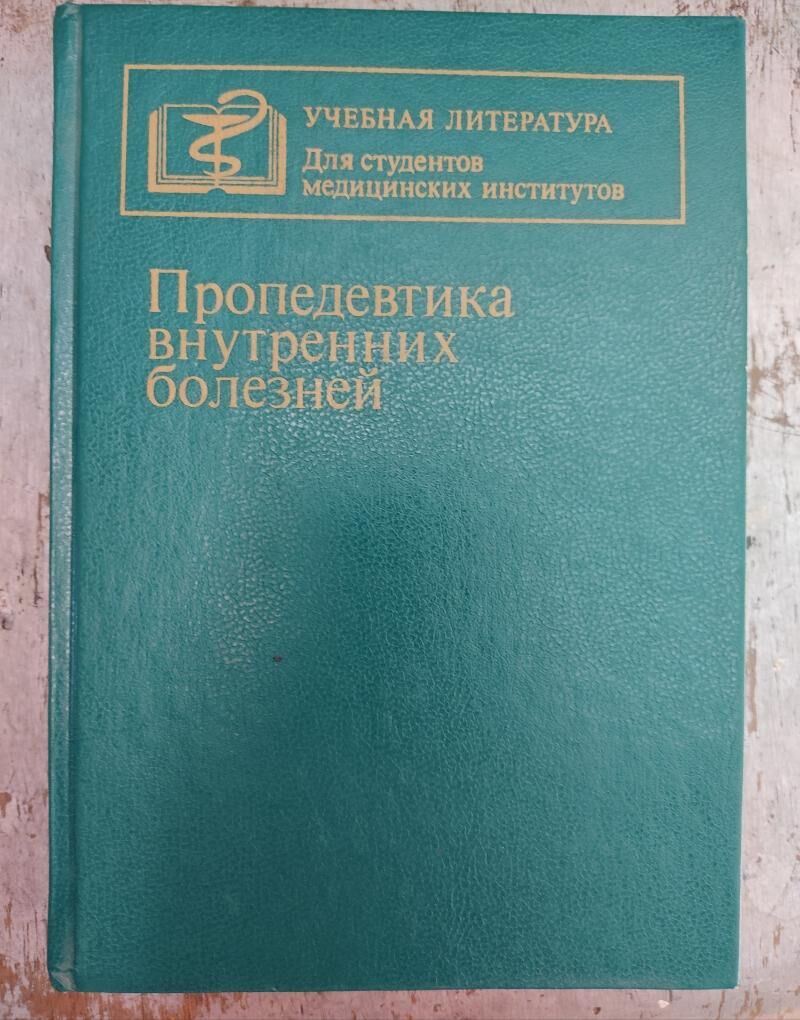 УЧЕБНАЯ ЛИТЕРАТУРА
Для студентов
медицинских институтов
Пропедевтика
внутренних
болезней